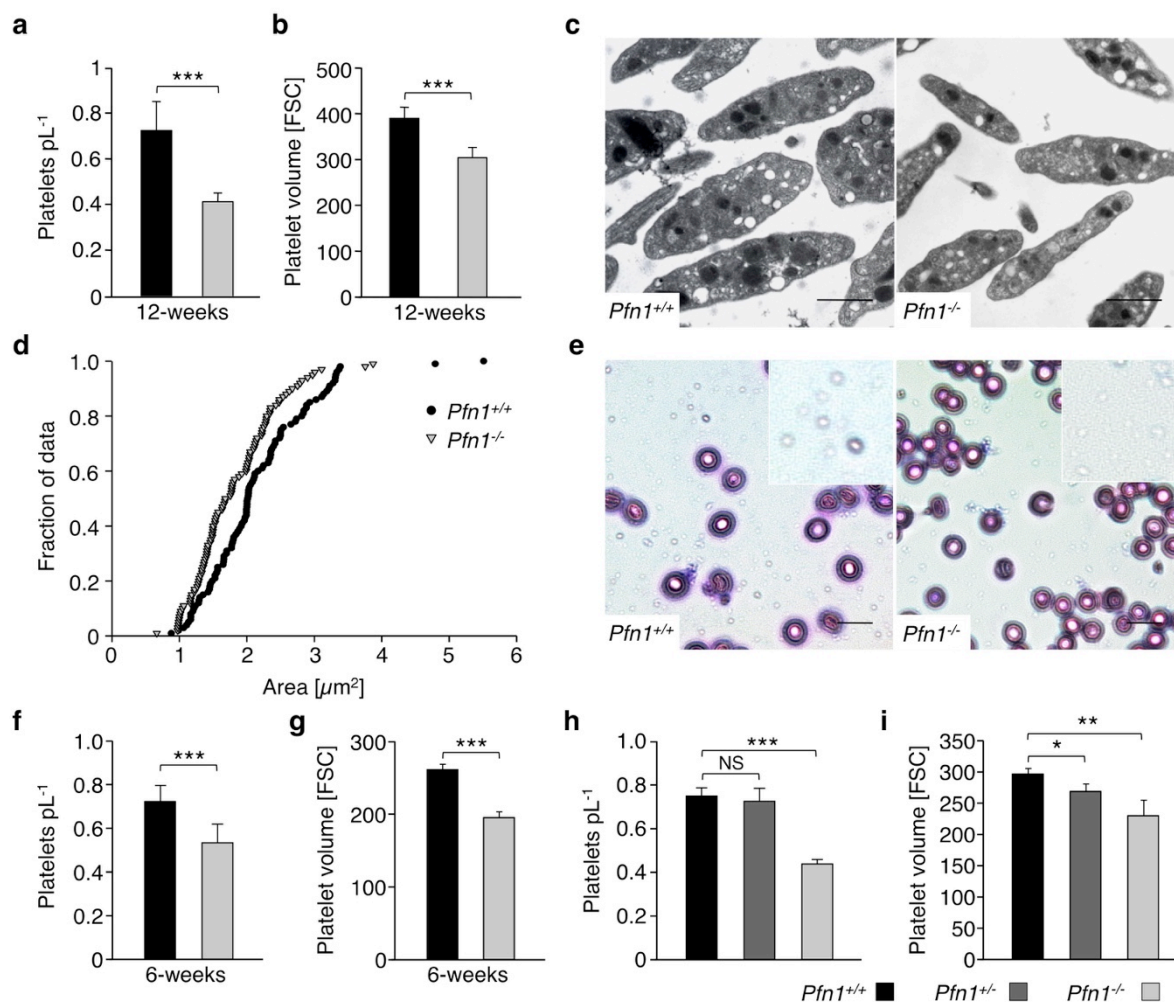 a
Platelets pL-1
1
0.8
0.6
0.4
0.2
0
***
12-weeks
b
Platelet volume [FSC]
500
400
300
200
100
0
***
12-weeks
c
Pfn1+/+
Pfn1-/-
d
Fraction of data
1.0
0.8
0.6
0.4
0.2
0
Pfn1+/+
Pfn1-/-
0 1 2 3 4 5 6
Area [µm2]
e
Pfn1+/+
Pfn1-/-
f
Platelets pL-1
1.0
0.8
0.6
0.4
0.2
0
***
6-weeks
g
Platelet volume [FSC]
300
200
100
0
***
6-weeks
h
Platelets pL-1
1.0
0.8
0.6
0.4
0.2
0
***
NS
i
Platelet volume [FSC]
350
300
250
200
150
100
50
0
**
*
Pfn1+/+ Pfn1+/- Pfn1-/-